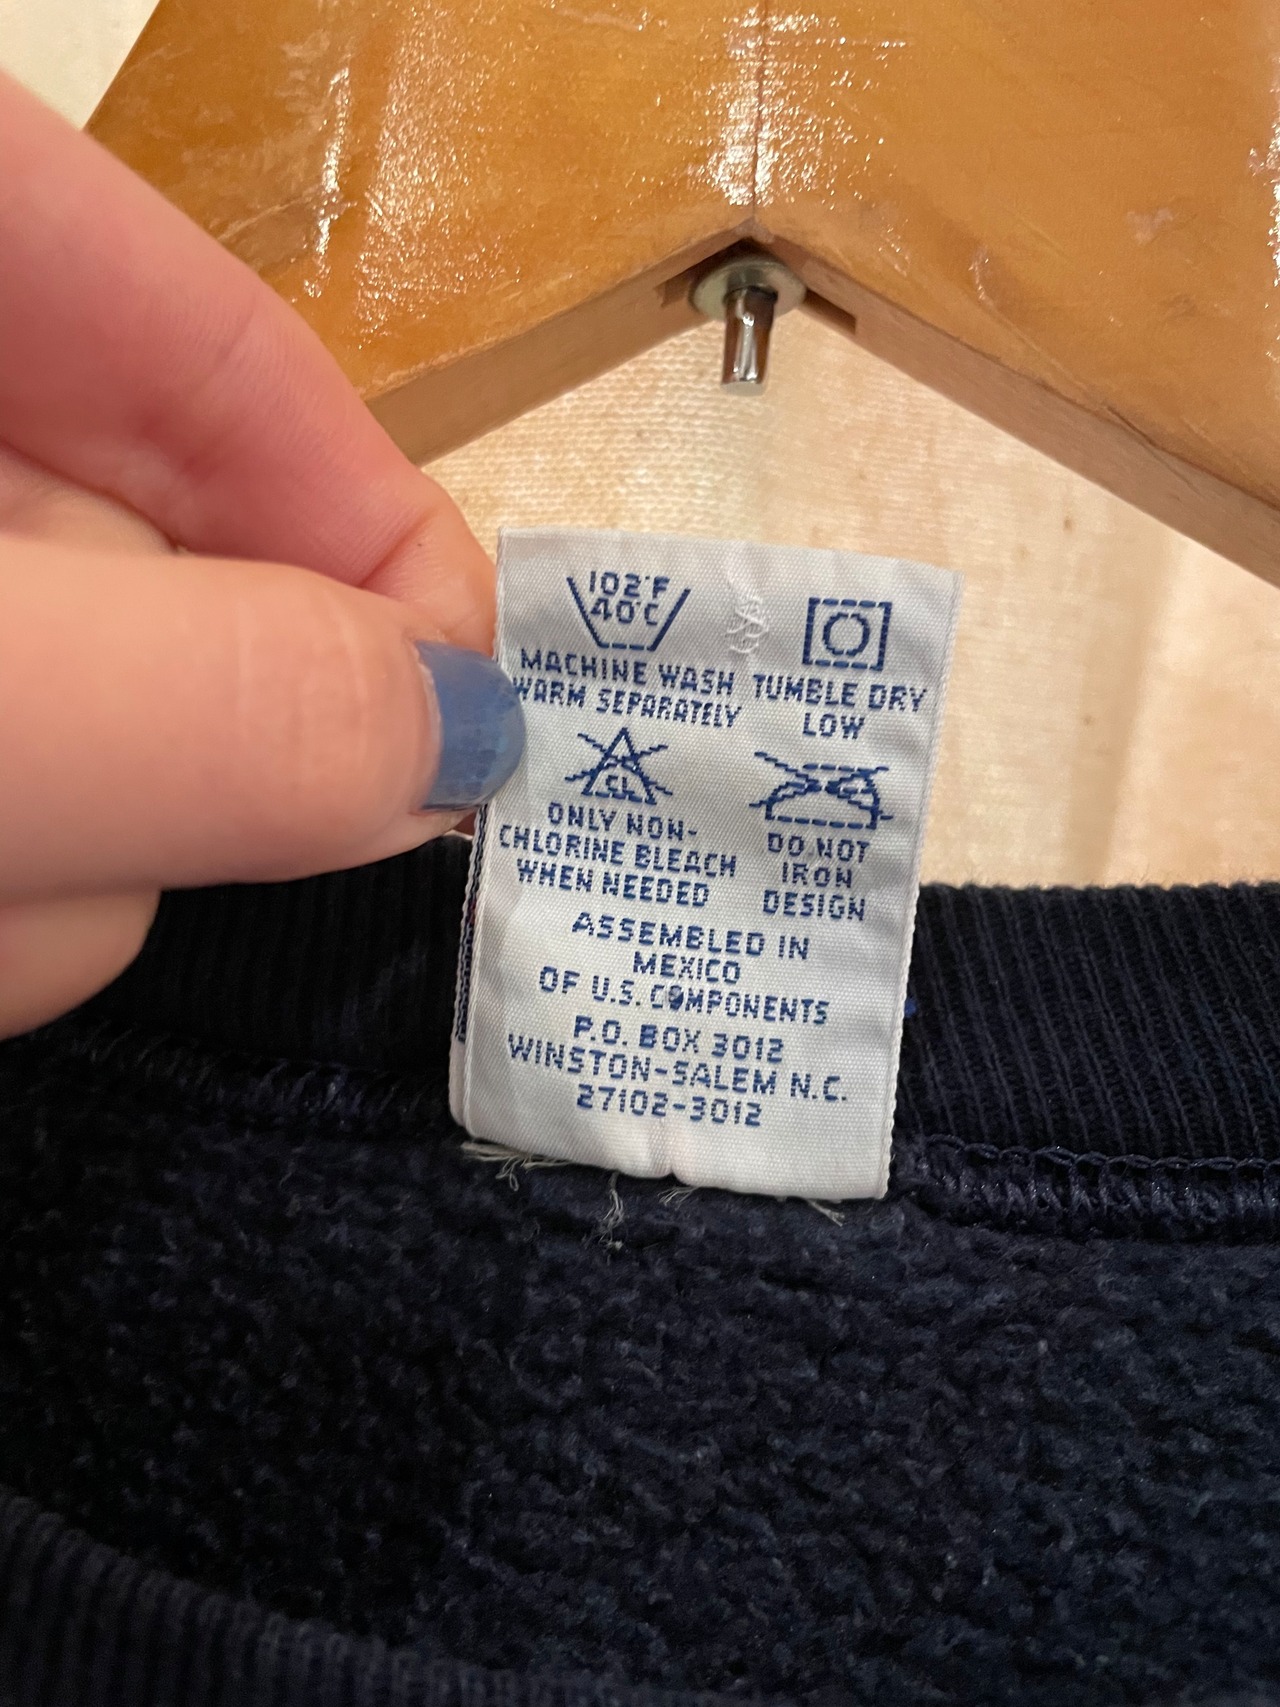 102°F
40°C
MACHINE WASH
WARM SEPARATELY
TUMBLE DRY
LOW
CL
ONLY NON-
CHLORINE BLEACH
WHEN NEEDED
DO NOT
IRON
DESIGN
ASSEMBLED IN
MEXICO
OF U.S. COMPONENTS
P.O. BOX 3012
WINSTON-SALEM N.C.
27102-3012